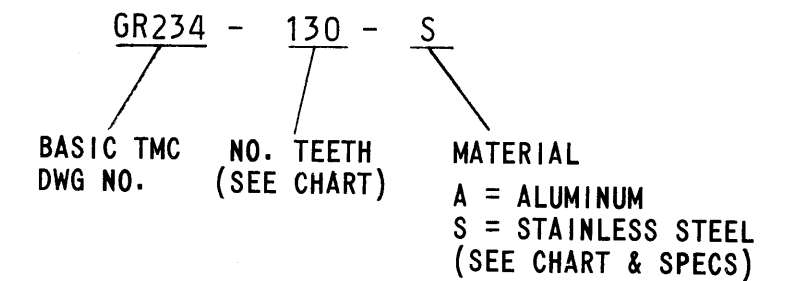 GR234 - 130 - S
BASIC TMC
DWG NO.
NO. TEETH
(SEE CHART)
MATERIAL
A = ALUMINUM
S = STAINLESS STEEL
(SEE CHART & SPECS)